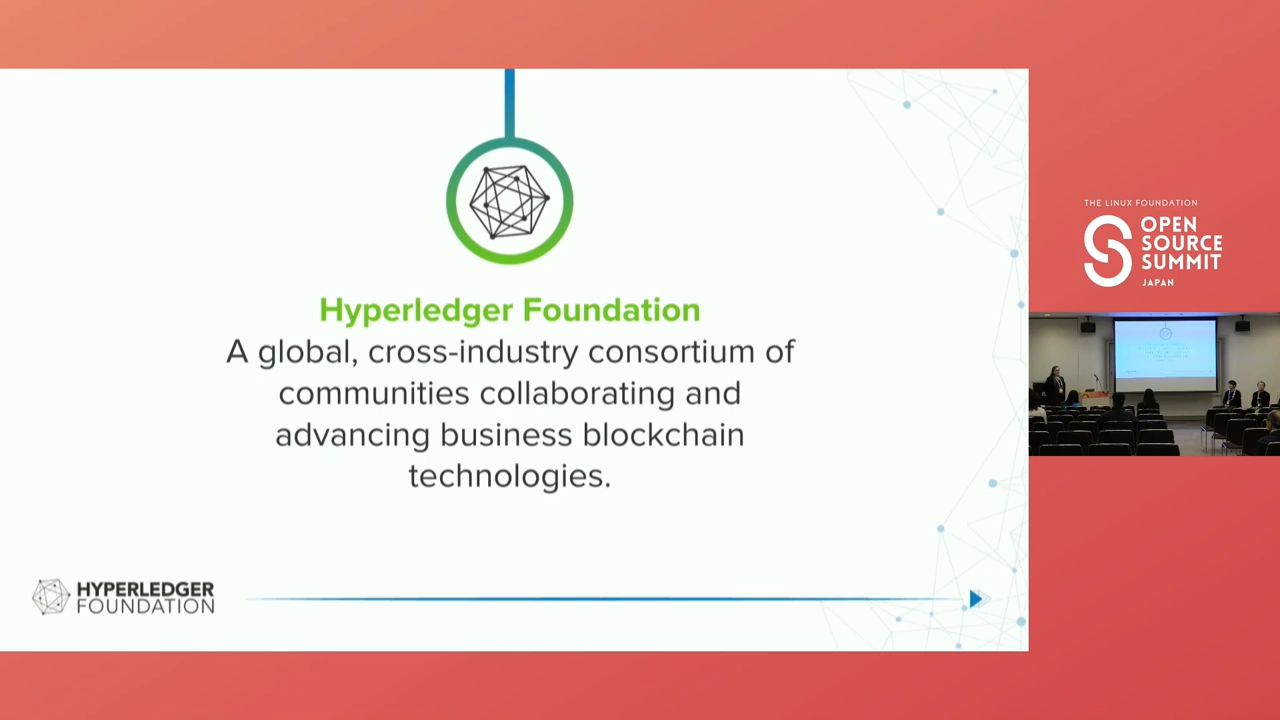 Hyperledger Foundation
A global, cross-industry consortium of
communities collaborating and
advancing business blockchain
technologies.
HYPERLEDGER
FOUNDATION
THE LINUX FOUNDATION
OPEN
SOURCE
SUMMIT
JAPAN